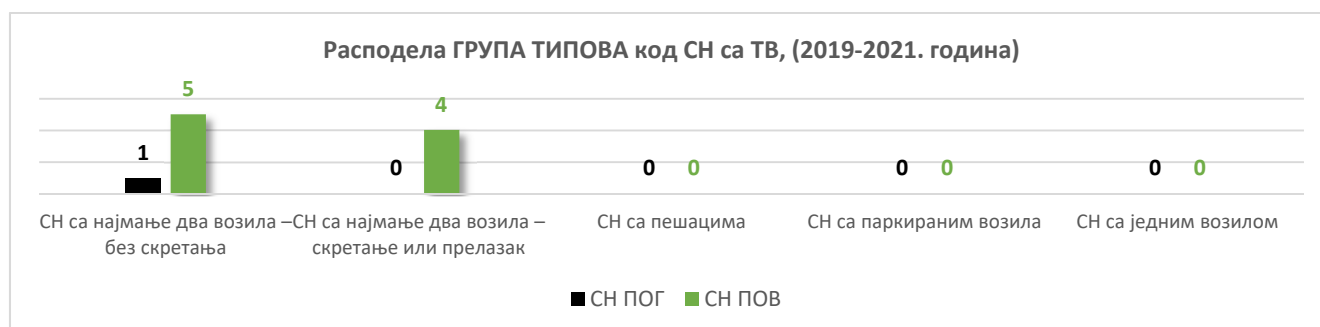 Расподела ГРУПА ТИПОВА код СН са ТВ, (2019-2021. година)
5
4
1
0
0
0
0
0
0
0
СН са најмање два возила –
без скретања
СН са најмање два возила –
скретање или прелазак
СН са пешацима
СН са паркираним возила
СН са једним возилом
СН ПОГ
СН ПОВ